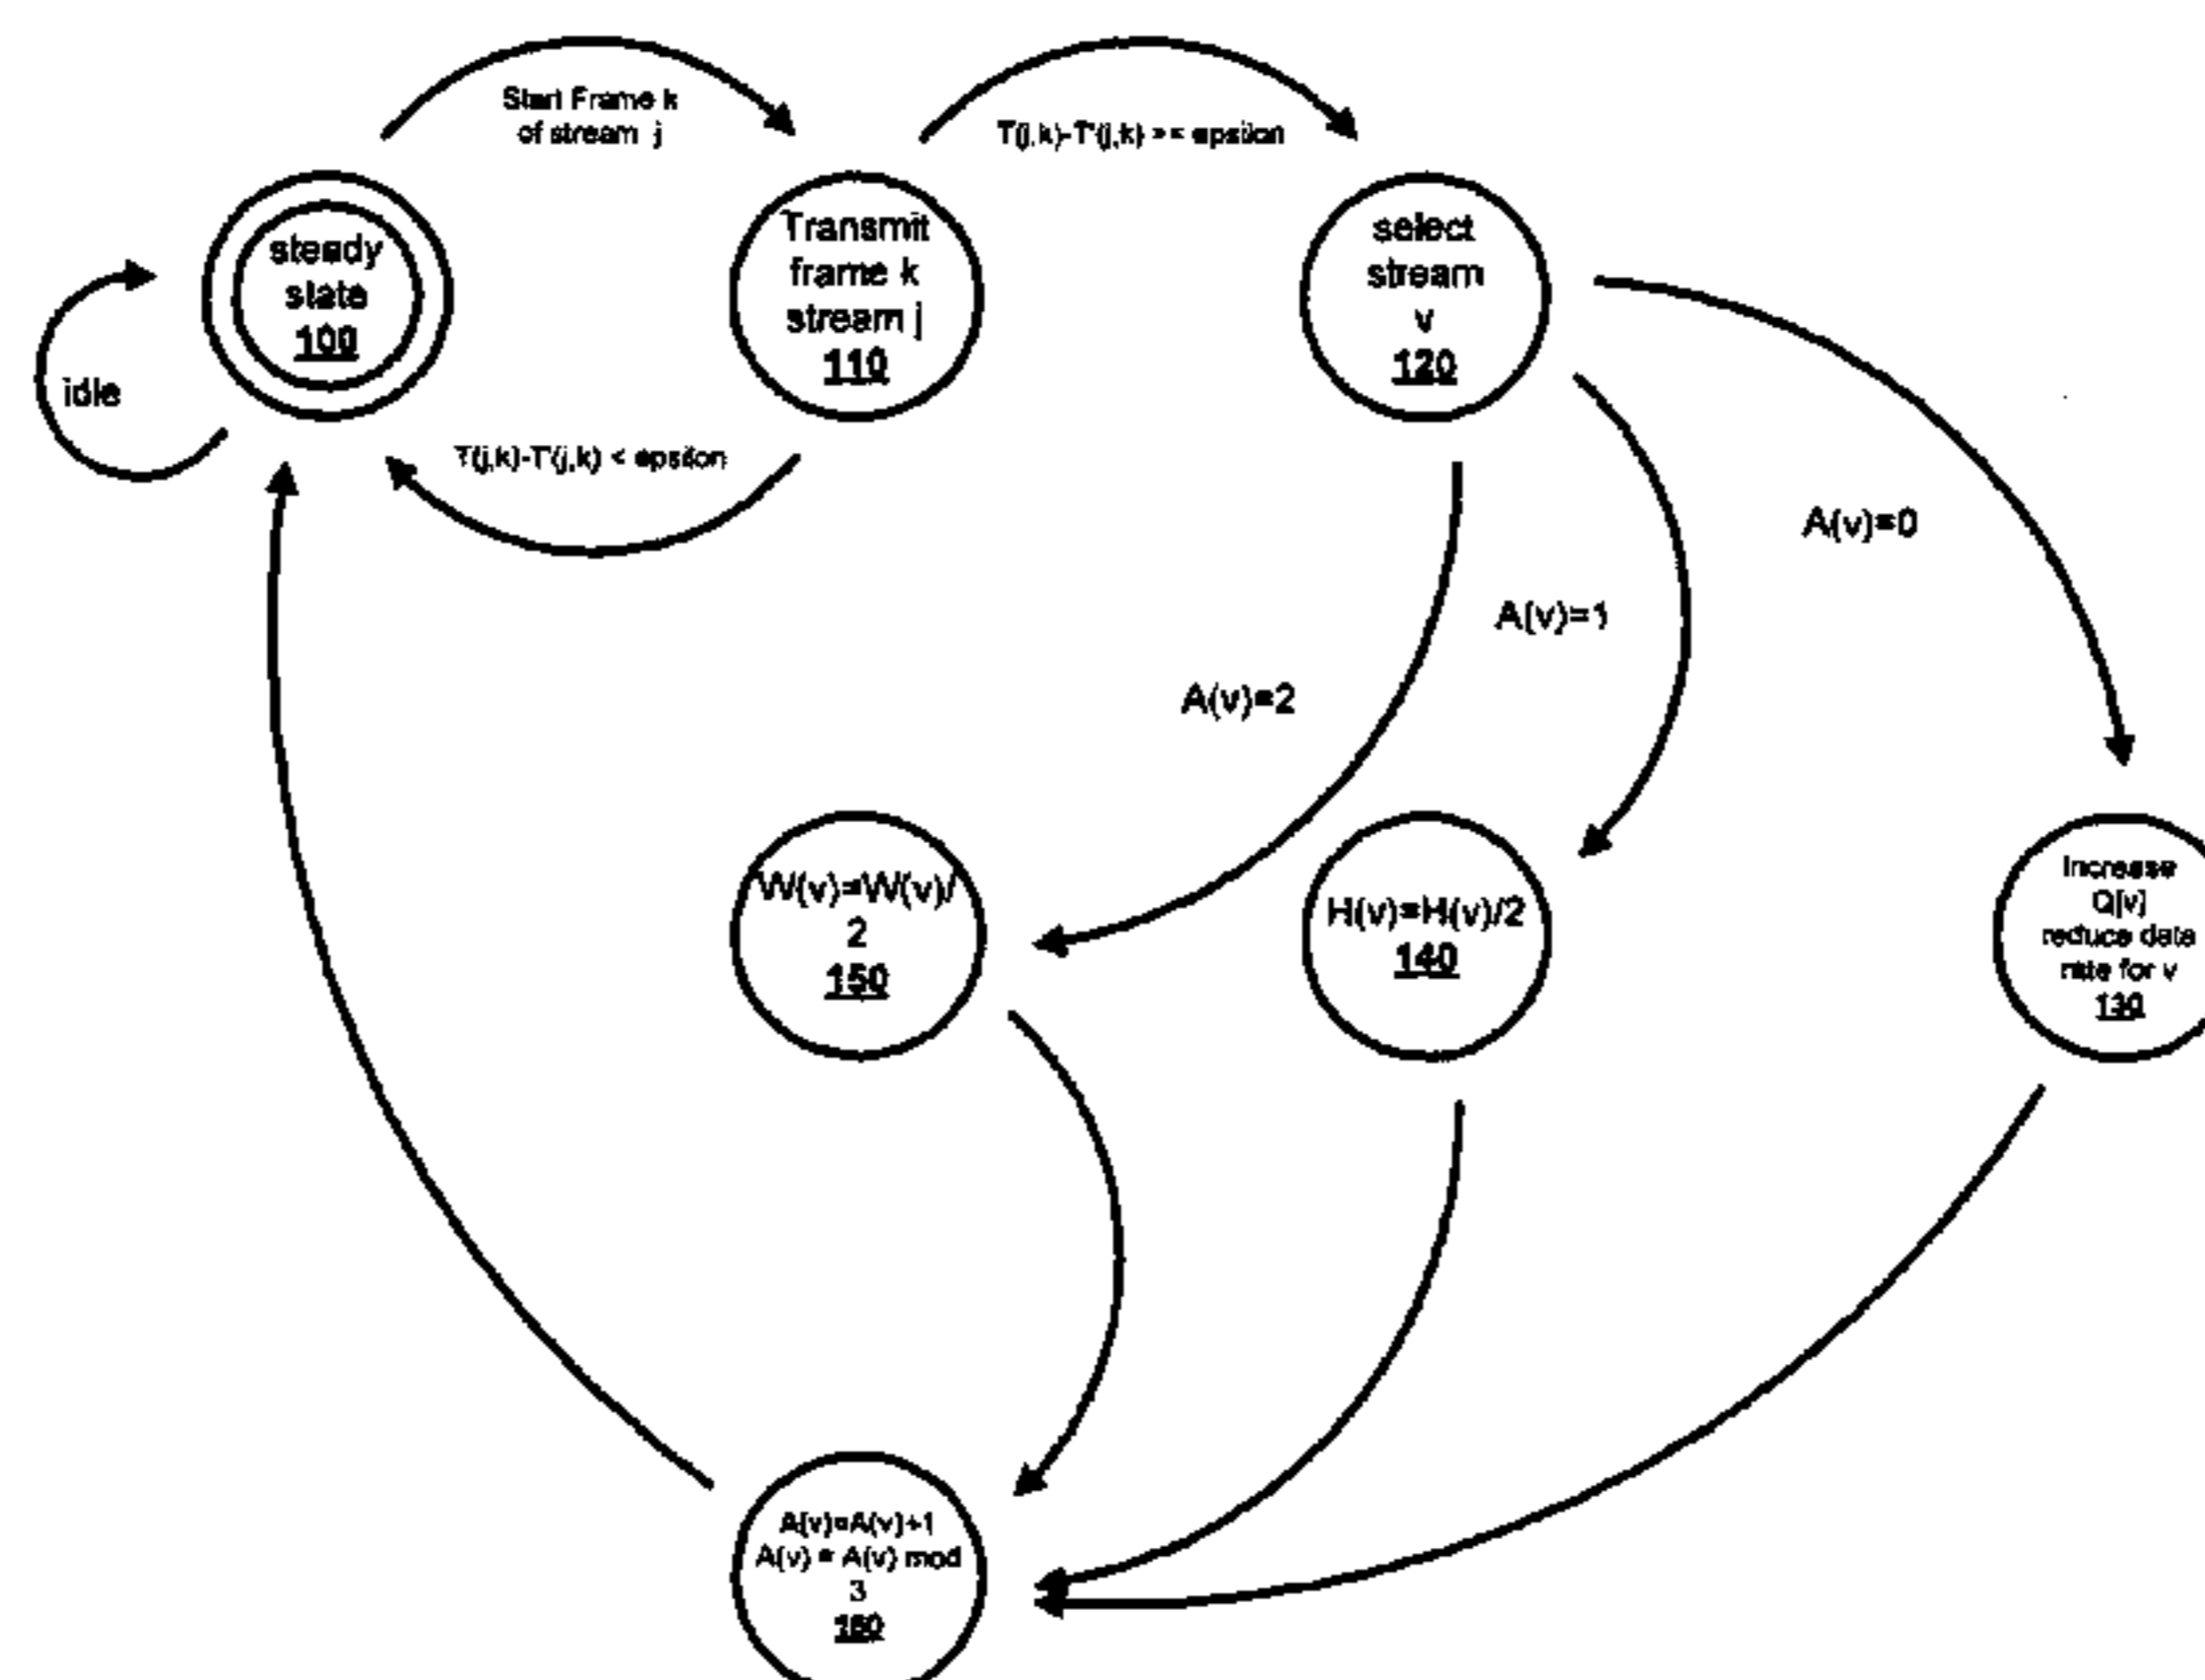 Start Frame k
of stream j
T(j,k)-T'(j,k) >= epsilon
steady
state
100
idle
Transmit
frame k
stream j
110
select
stream
v
120
T(j,k)-T'(j,k) < epsilon
A(v)=0
A(v)=1
A(v)=2
W(v)=W(v)/
2
150
H(v)=H(v)/2
140
Increase
Q[v]
reduce data
rate for v
130
A(v)=A(v)+1
A(v) = A(v) mod
3
160